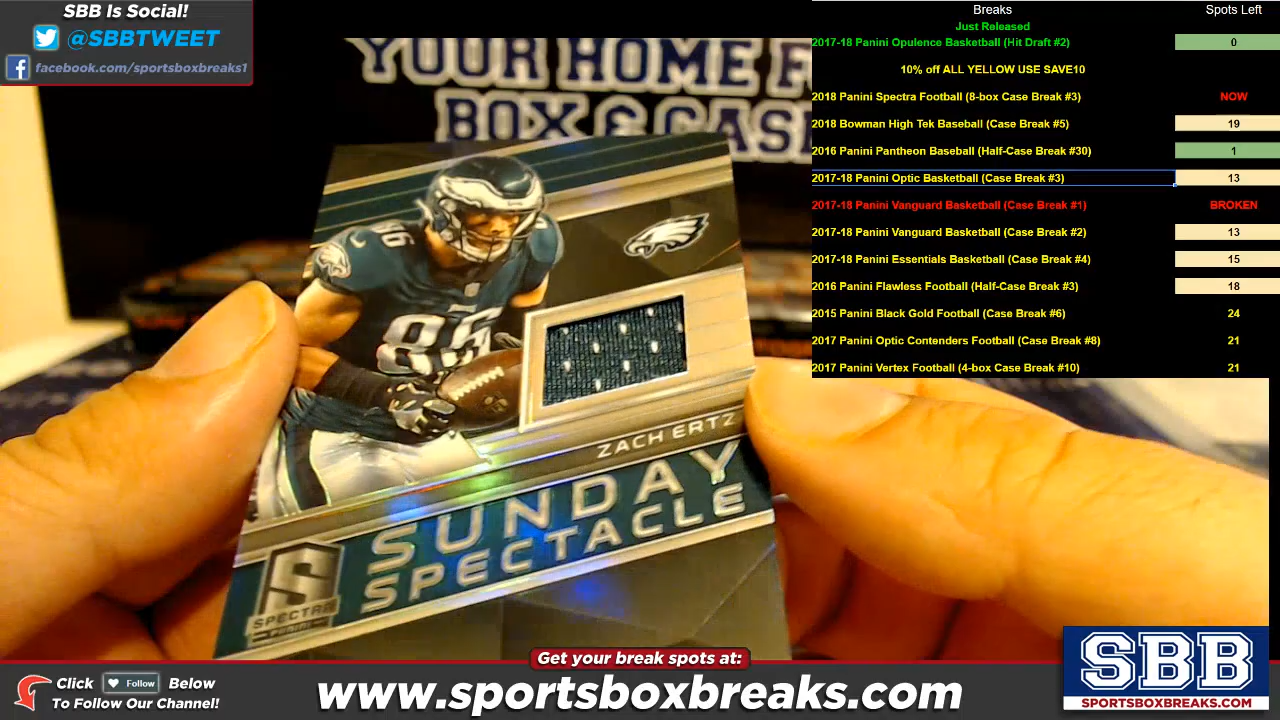 SBB Is Social!
@SBBTWEET
facebook.com/sportsboxbreaks1
YOUR HOME F
BOX & CASE
Breaks Spots Left
Just Released
2017-18 Panini Opulence Basketball (Hit Draft #2) 0
10% off ALL YELLOW USE SAVE10
2018 Panini Spectra Football (8-box Case Break #3) NOW
2018 Bowman High Tek Baseball (Case Break #5) 19
2016 Panini Pantheon Baseball (Half-Case Break #30) 1
2017-18 Panini Optic Basketball (Case Break #3) 13
2017-18 Panini Vanguard Basketball (Case Break #1) BROKEN
2017-18 Panini Vanguard Basketball (Case Break #2) 13
2017-18 Panini Essentials Basketball (Case Break #4) 15
2016 Panini Flawless Football (Half-Case Break #3) 18
2015 Panini Black Gold Football (Case Break #6) 24
2017 Panini Optic Contenders Football (Case Break #8) 21
2017 Panini Vertex Football (4-box Case Break #10) 21
86
86
ZACH ERTZ
SUNDAY
SPECTACLE
S
SPECTRA
PANINI
Get your break spots at:
www.sportsboxbreaks.com
Click Follow Below
To Follow Our Channel!
SBB
SPORTSBOXBREAKS.COM